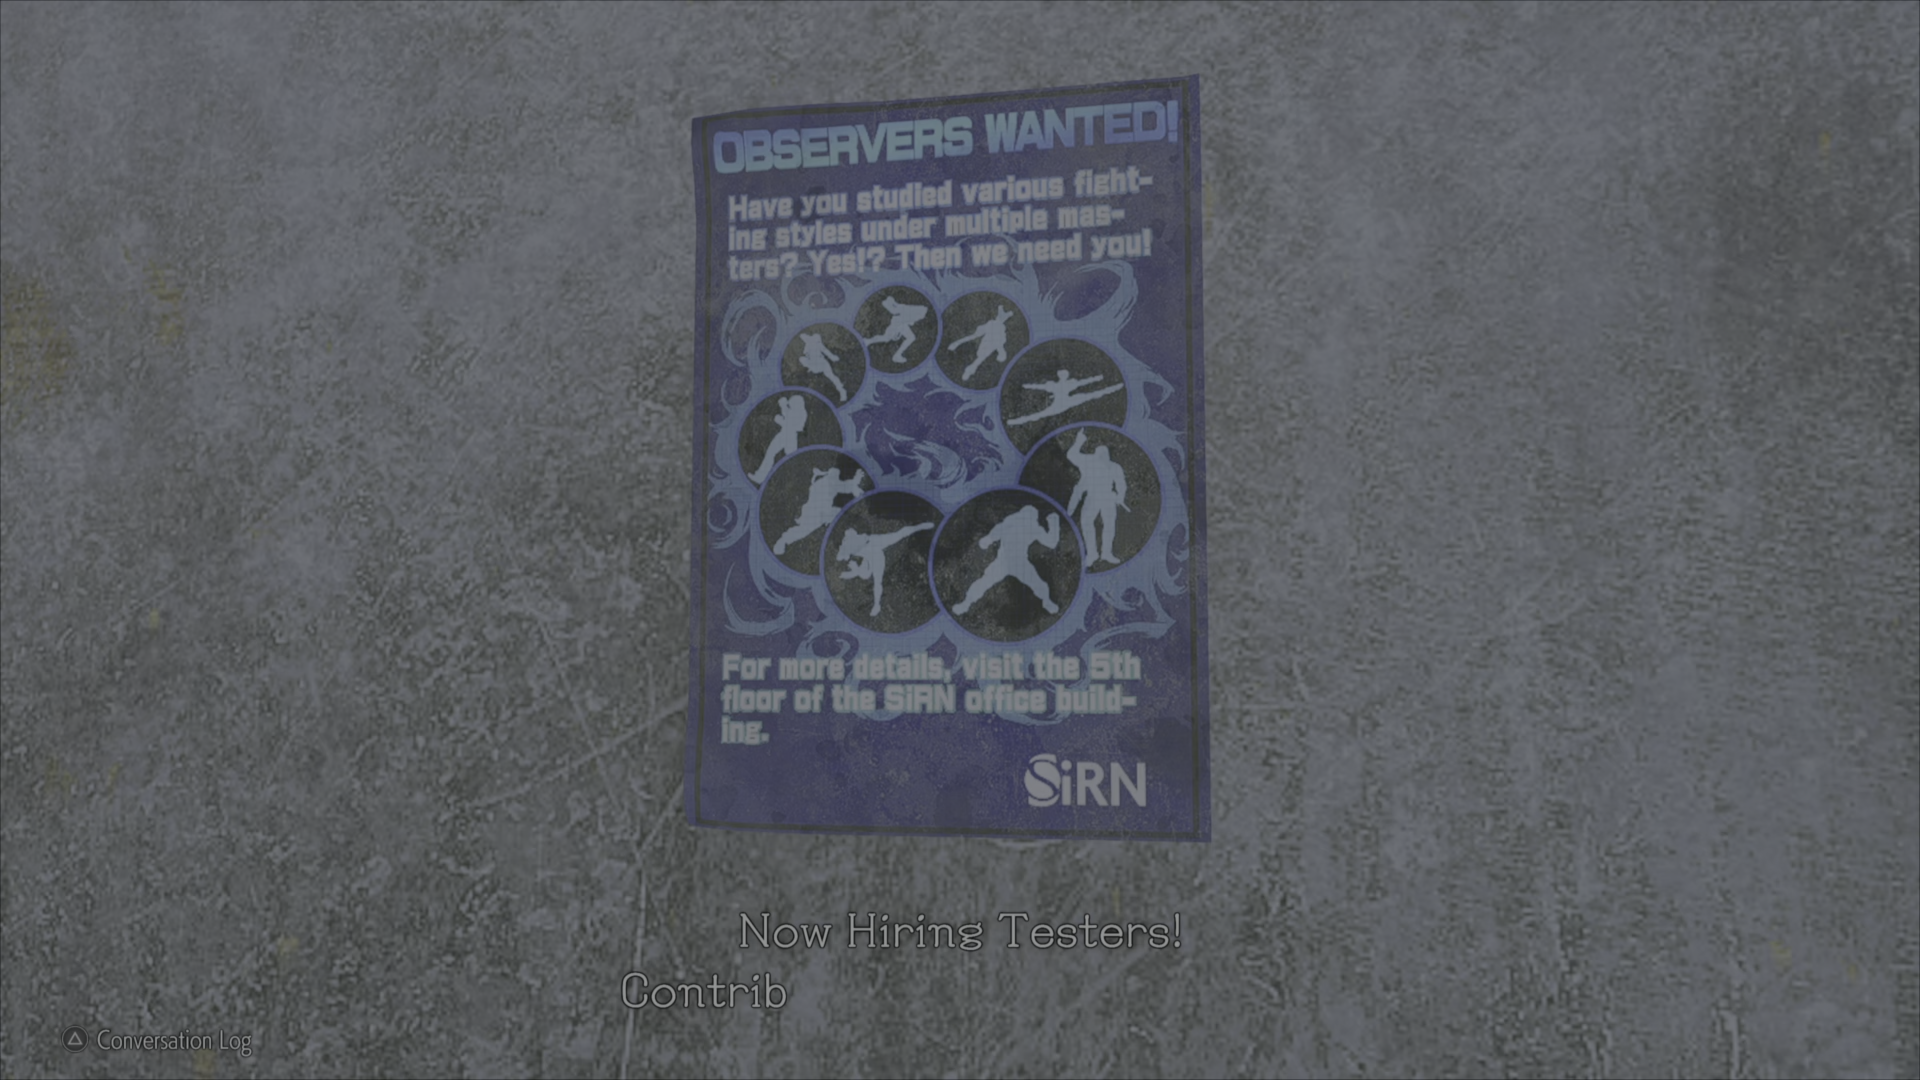 OBSERVERS WANTED!
Have you studied various fight-
ing styles under multiple mas-
ters? Yes!? Then we need you!
For more details, visit the 5th
floor of the SiRN office build-
ing.
SiRN
Now Hiring Testers!
Contrib
Conversation Log